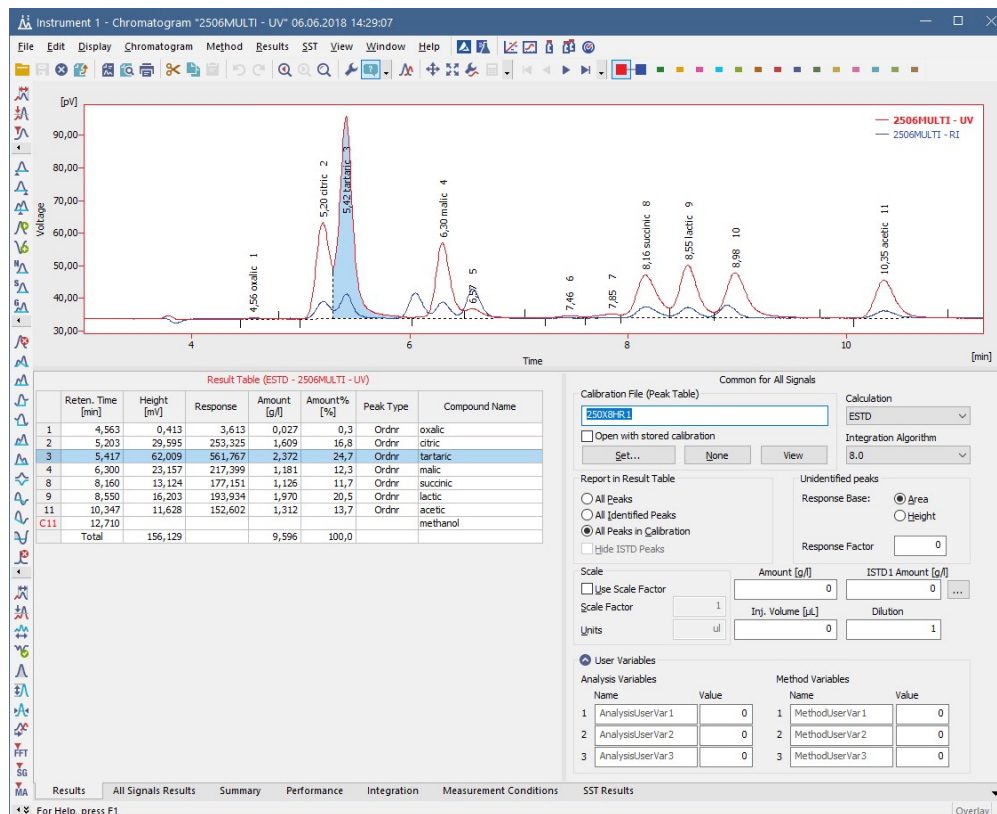 Instrument 1 - Chromatogram "2506MULTI - UV" 06.06.2018 14:29:07
File Edit Display Chromatogram Method Results SST View Window Help
[pV]
90,00
80,00
70,00
60,00
50,00
40,00
30,00
Voltage
4,56 oxalic 1
5,20 citric 2
5,42 tartaric 3
6,30 malic 4
6,57 5
7,46 6
7,85 7
8,16 succinic 8
8,55 lactic 9
8,98 10
10,35 acetic 11
2506MULTI - UV
2506MULTI - RI
4 6 8 10
Time [min]
Result Table (ESTD - 2506MULTI - UV)
Reten. Time [min] Height [mV] Response Amount [g/l] Amount% [%] Peak Type Compound Name
1 4,563 0,413 3,613 0,027 0,3 Ordnr oxalic
2 5,203 29,595 253,325 1,609 16,8 Ordnr citric
3 5,417 62,009 561,767 2,372 24,7 Ordnr tartaric
4 6,300 23,157 217,399 1,181 12,3 Ordnr malic
8 8,160 13,124 177,151 1,126 11,7 Ordnr succinic
9 8,550 16,203 193,934 1,970 20,5 Ordnr lactic
11 10,347 11,628 152,602 1,312 13,7 Ordnr acetic
C11 12,710 methanol
Total 156,129 9,596 100,0
Common for All Signals
Calibration File (Peak Table)
250X8HR1
Open with stored calibration
Set... None View
Calculation
ESTD
Integration Algorithm
8.0
Report in Result Table
All Peaks
All Identified Peaks
All Peaks in Calibration
Hide ISTD Peaks
Unidentified peaks
Response Base: Area
Height
Response Factor 0
Scale
Use Scale Factor
Scale Factor 1
Units ul
Amount [g/l] ISTD1 Amount [g/l]
0 0 ...
Inj. Volume [µL] Dilution
0 1
User Variables
Analysis Variables Method Variables
Name Value Name Value
1 AnalysisUserVar1 0 1 MethodUserVar1 0
2 AnalysisUserVar2 0 2 MethodUserVar2 0
3 AnalysisUserVar3 0 3 MethodUserVar3 0
FFT
SG
MA
Results All Signals Results Summary Performance Integration Measurement Conditions SST Results
For Help, press F1
Overlay